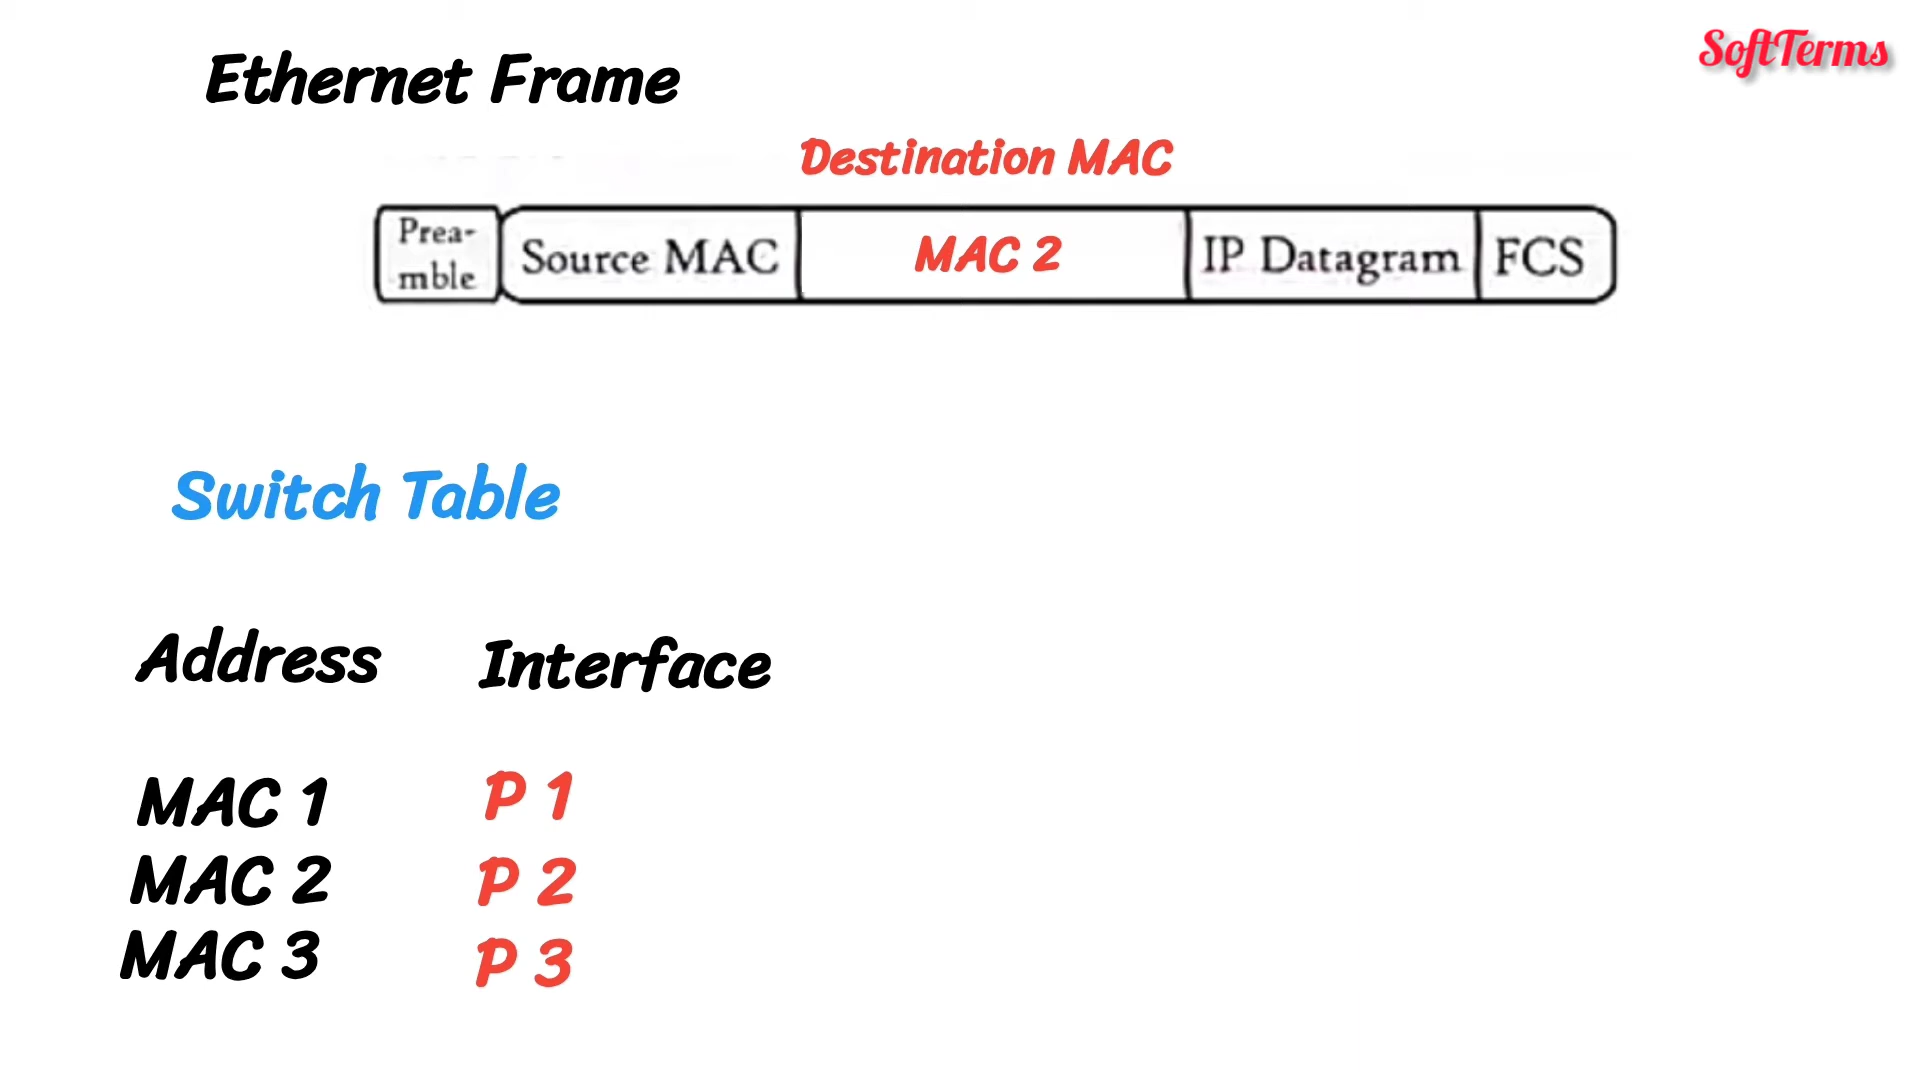 Ethernet Frame
SoftTerms
Destination MAC
Prea-
mble
Source MAC
MAC 2
IP Datagram
FCS
Switch Table
Address Interface
MAC 1 P 1
MAC 2 P 2
MAC 3 P 3